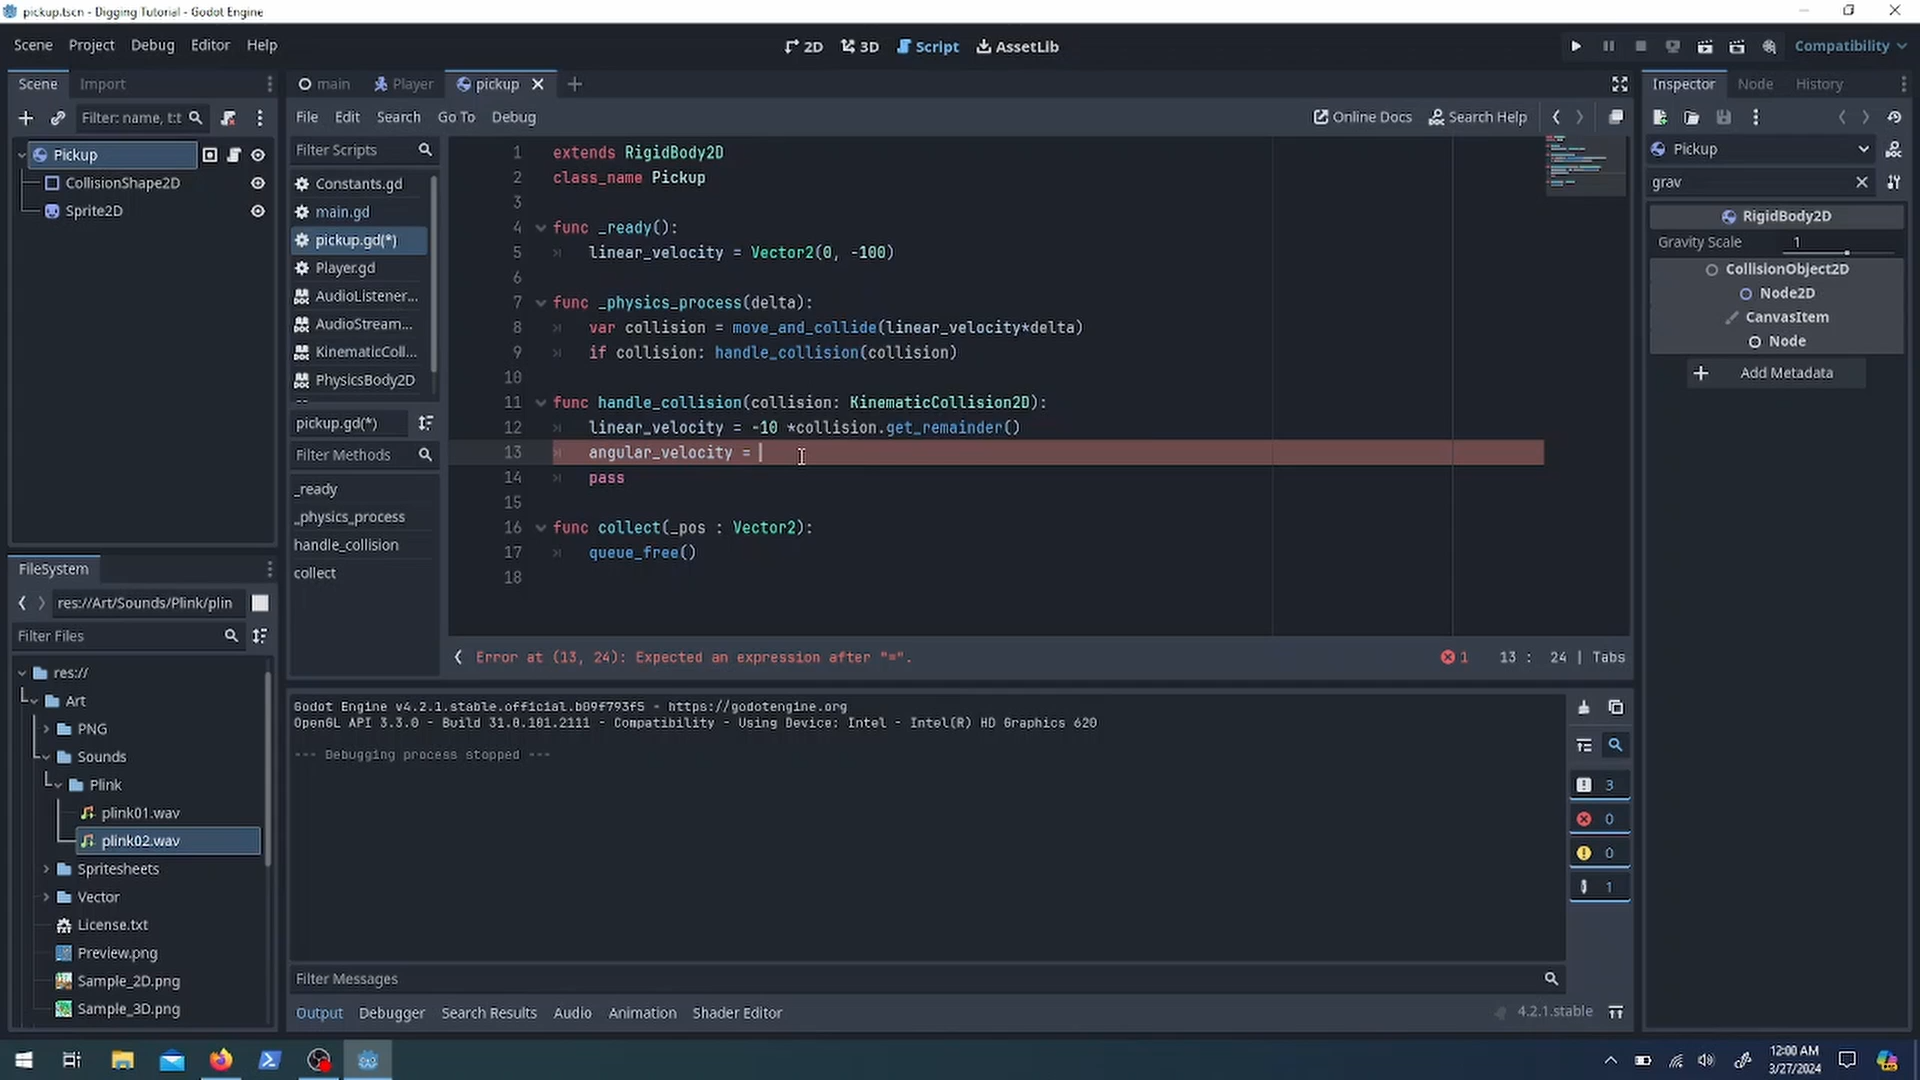 pickup.tscn - Digging Tutorial - Godot Engine
Scene Project Debug Editor Help
2D 3D Script AssetLib
Compatibility
Scene Import
Filter: name, t:t
Pickup
CollisionShape2D
Sprite2D
FileSystem
res://Art/Sounds/Plink/plin
Filter Files
res://
Art
PNG
Sounds
Plink
plink01.wav
plink02.wav
Spritesheets
Vector
License.txt
Preview.png
Sample_2D.png
Sample_3D.png
main Player pickup
File Edit Search Go To Debug
Online Docs Search Help
Filter Scripts
Constants.gd
main.gd
pickup.gd(*)
Player.gd
AudioListener...
AudioStream...
KinematicColl...
PhysicsBody2D
pickup.gd(*)
Filter Methods
_ready
_physics_process
handle_collision
collect
1 extends RigidBody2D
2 class_name Pickup
3
4 func _ready():
5 linear_velocity = Vector2(0, -100)
6
7 func _physics_process(delta):
8 var collision = move_and_collide(linear_velocity*delta)
9 if collision: handle_collision(collision)
10
11 func handle_collision(collision: KinematicCollision2D):
12 linear_velocity = -10 *collision.get_remainder()
13 angular_velocity =
14 pass
15
16 func collect(_pos : Vector2):
17 queue_free()
18
Error at (13, 24): Expected an expression after "=".
1 13 : 24 | Tabs
Godot Engine v4.2.1.stable.official.b09f793f5 - https://godotengine.org
OpenGL API 3.3.0 - Build 31.0.101.2111 - Compatibility - Using Device: Intel - Intel(R) HD Graphics 620
--- Debugging process stopped ---
3
0
0
1
Filter Messages
Output Debugger Search Results Audio Animation Shader Editor
4.2.1.stable
Inspector Node History
Pickup
grav
RigidBody2D
Gravity Scale 1
CollisionObject2D
Node2D
CanvasItem
Node
Add Metadata
12:00 AM
3/27/2024